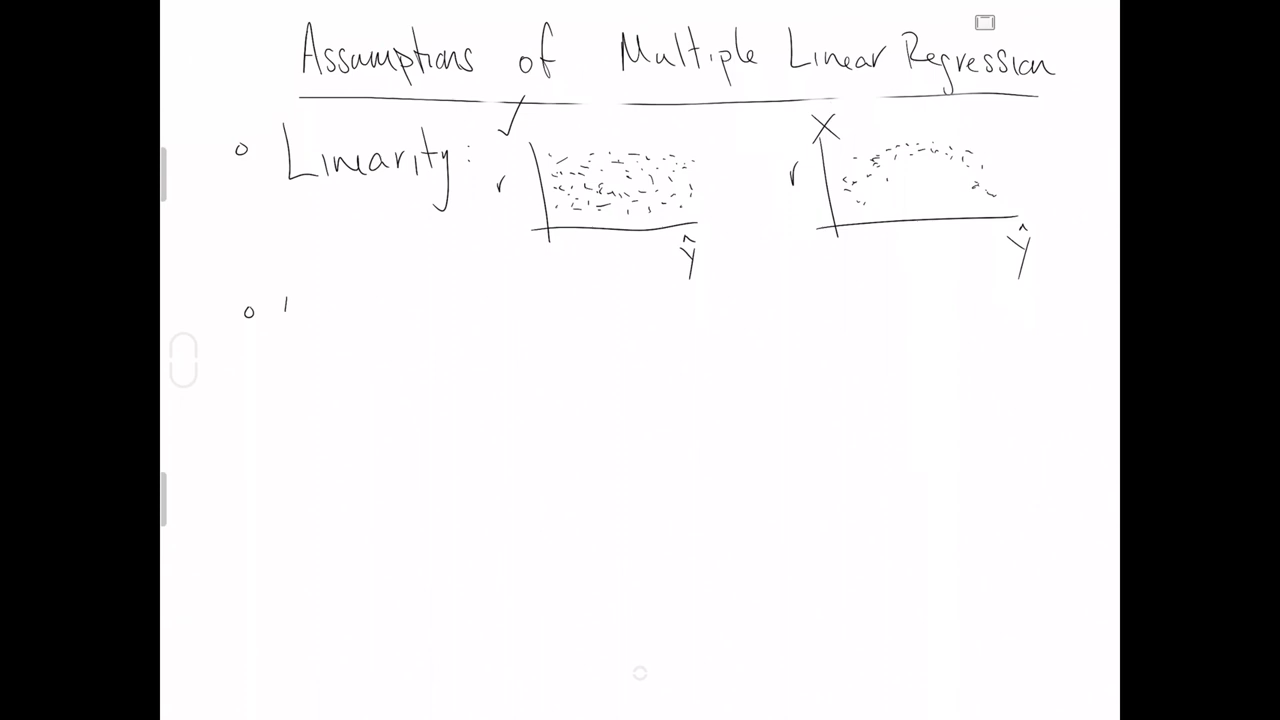 Assumptions of Multiple Linear Regression
o Linearity: ✓ r Ŷ X r Ŷ
o